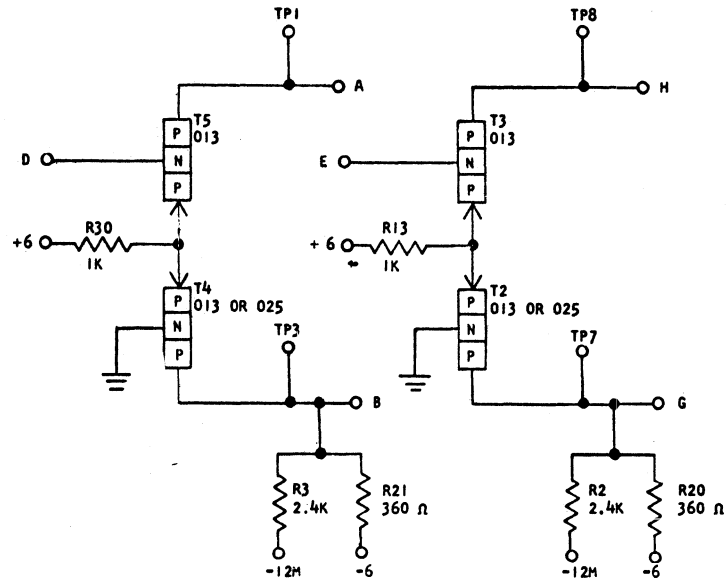 TP1
TP8
A
H
T5
013
T3
013
P
N
P
P
N
P
D
E
R30
1K
+6
R13
1K
+6
T4
013 OR 025
T2
013 OR 025
P
N
P
P
N
P
TP3
TP7
B
G
R3
2.4K
R21
360 Ω
R2
2.4K
R20
360 Ω
-12M
-6
-12M
-6